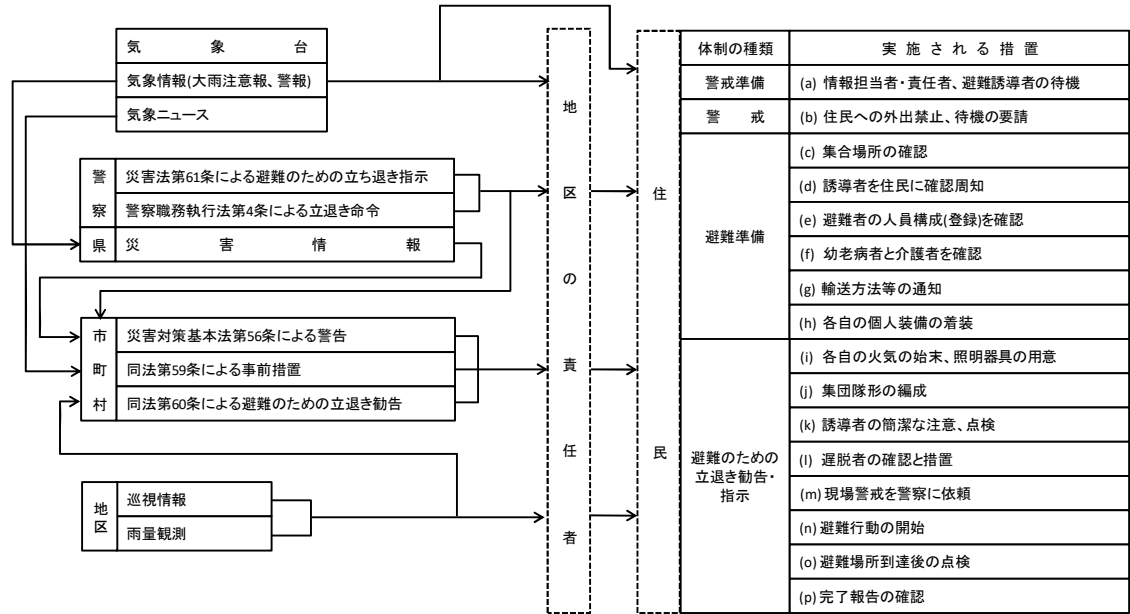 気象台
気象情報(大雨注意報、警報)
気象ニュース
警察
災害法第61条による避難のための立ち退き指示
警察職務執行法第4条による立退き命令
県
災害情報
市町村
災害対策基本法第56条による警告
同法第59条による事前措置
同法第60条による避難のための立退き勧告
地区
巡視情報
雨量観測
地区の責任者
住民
体制の種類
実施される措置
警戒準備
(a) 情報担当者・責任者、避難誘導者の待機
警戒
(b) 住民への外出禁止、待機の要請
避難準備
(c) 集合場所の確認
(d) 誘導者を住民に確認周知
(e) 避難者の人員構成(登録)を確認
(f) 幼老病者と介護者を確認
(g) 輸送方法等の通知
(h) 各自の個人装備の着装
避難のための
立退き勧告・
指示
(i) 各自の火気の始末、照明器具の用意
(j) 集団隊形の編成
(k) 誘導者の簡潔な注意、点検
(l) 遅脱者の確認と措置
(m) 現場警戒を警察に依頼
(n) 避難行動の開始
(o) 避難場所到達後の点検
(p) 完了報告の確認